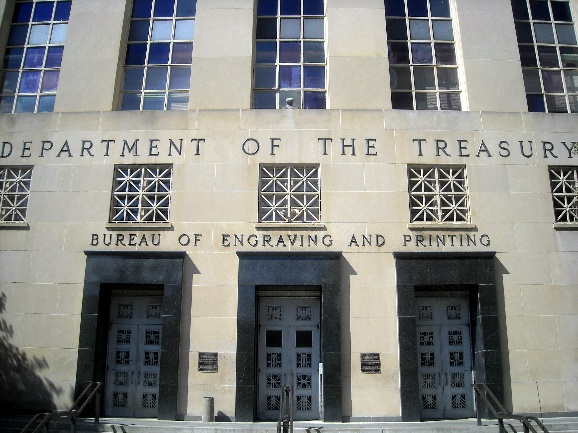 DEPARTMENT OF THE TREASURY
BUREAU OF ENGRAVING AND PRINTING